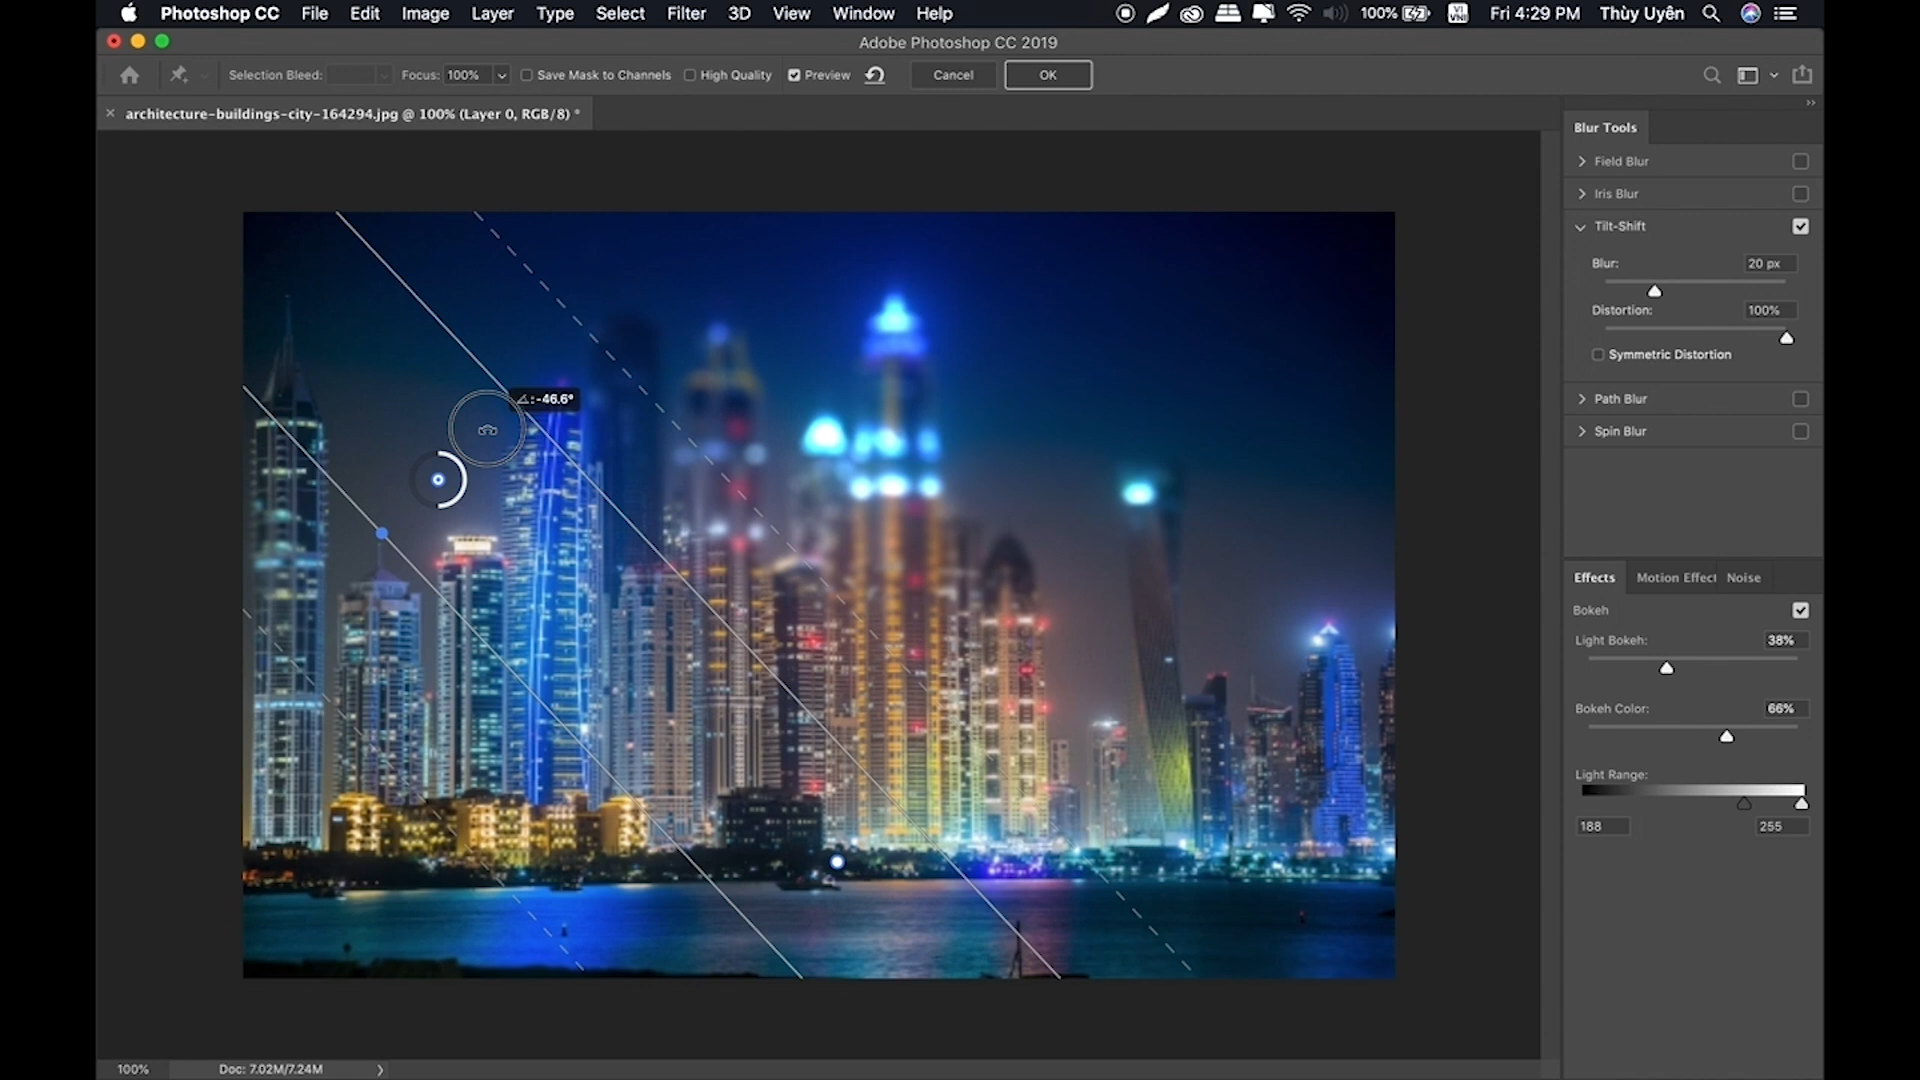 Photoshop CC File Edit Image Layer Type Select Filter 3D View Window Help 100% VI VNI Fri 4:29 PM Thùy Uyên
Adobe Photoshop CC 2019
Selection Bleed: Focus: 100% Save Mask to Channels High Quality Preview Cancel OK
× architecture-buildings-city-164294.jpg @ 100% (Layer 0, RGB/8) *
Blur Tools
Field Blur
Iris Blur
Tilt-Shift
Blur: 20 px
Distortion: 100%
Symmetric Distortion
Path Blur
Spin Blur
∠:-46.6°
Effects Motion Effect Noise
Bokeh
Light Bokeh: 38%
Bokeh Color: 66%
Light Range:
188 255
100% Doc: 7.02M/7.24M